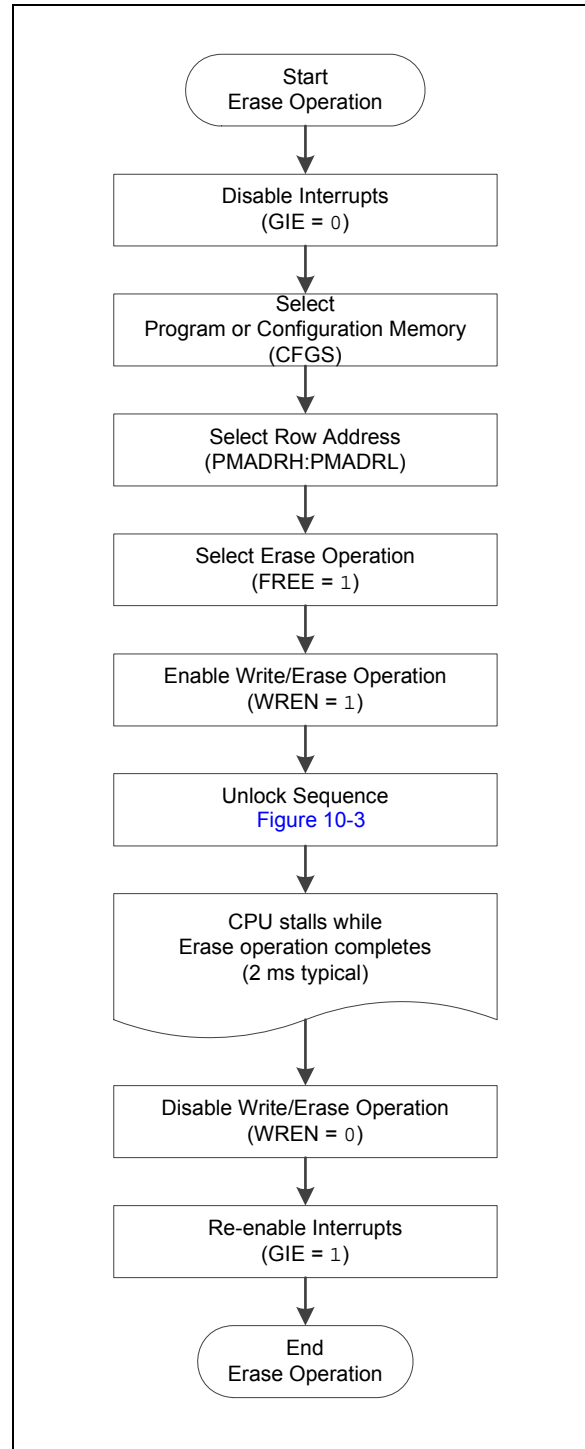 Start
Erase Operation
Disable Interrupts
(GIE = 0)
Select
Program or Configuration Memory
(CFGS)
Select Row Address
(PMADRH:PMADRL)
Select Erase Operation
(FREE = 1)
Enable Write/Erase Operation
(WREN = 1)
Unlock Sequence
Figure 10-3
CPU stalls while
Erase operation completes
(2 ms typical)
Disable Write/Erase Operation
(WREN = 0)
Re-enable Interrupts
(GIE = 1)
End
Erase Operation